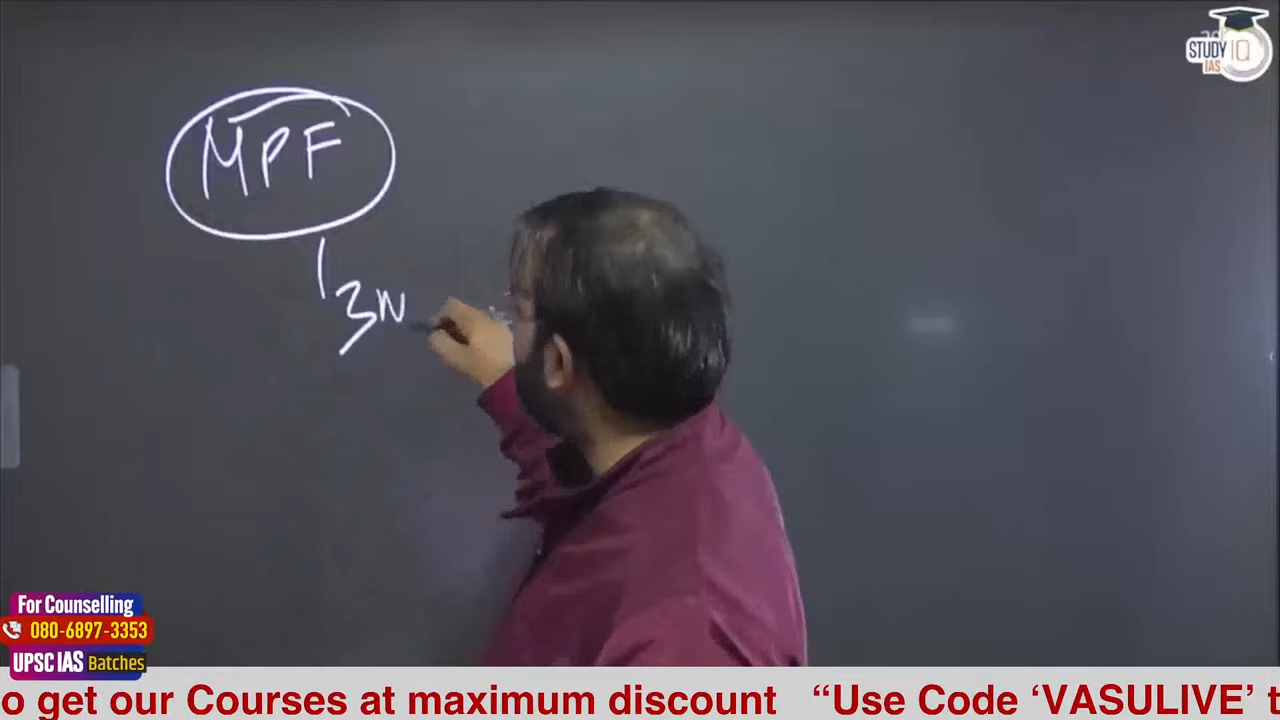 STUDY IQ
IAS
MPF
3N
For Counselling
080-6897-3353
UPSC IAS Batches
o get our Courses at maximum discount “Use Code ‘VASULIVE’ t